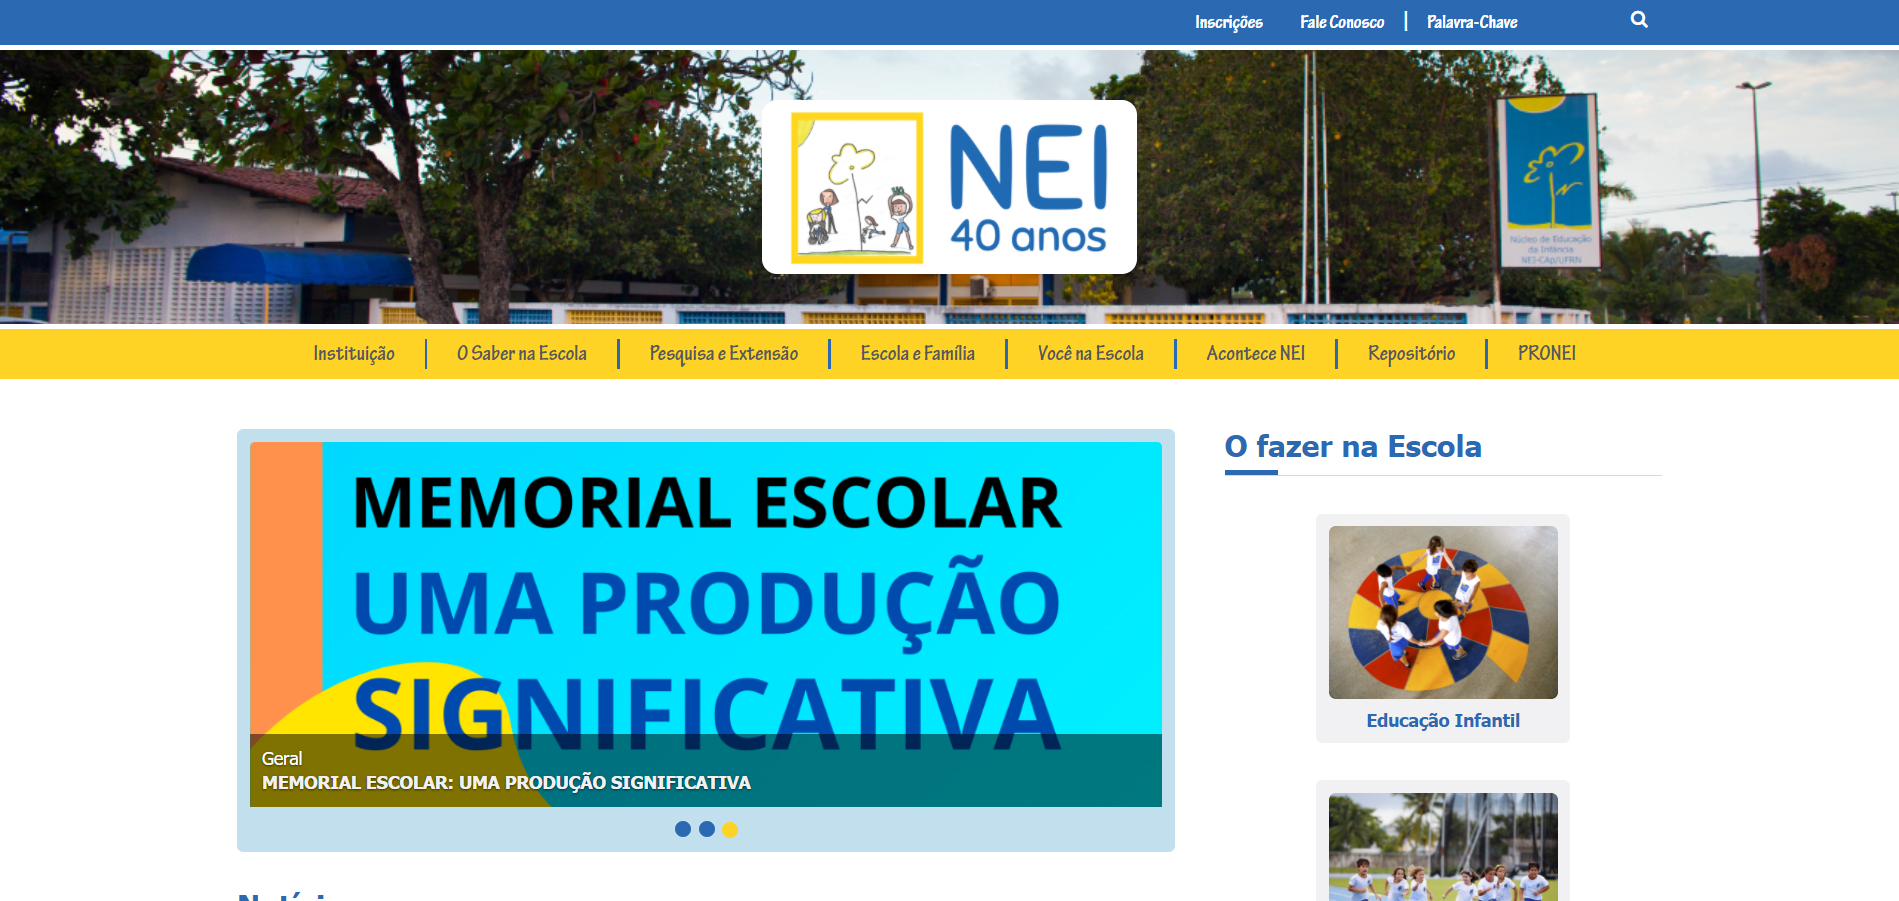 Inscrições
Fale Conosco
Palavra-Chave
NEI
40 anos
Núcleo de Educação
da Infância
NEI-CAp/UFRN
Instituição
O Saber na Escola
Pesquisa e Extensão
Escola e Família
Você na Escola
Acontece NEI
Repositório
PRONEI
MEMORIAL ESCOLAR
UMA PRODUÇÃO
SIGNIFICATIVA
Geral
MEMORIAL ESCOLAR: UMA PRODUÇÃO SIGNIFICATIVA
O fazer na Escola
Educação Infantil